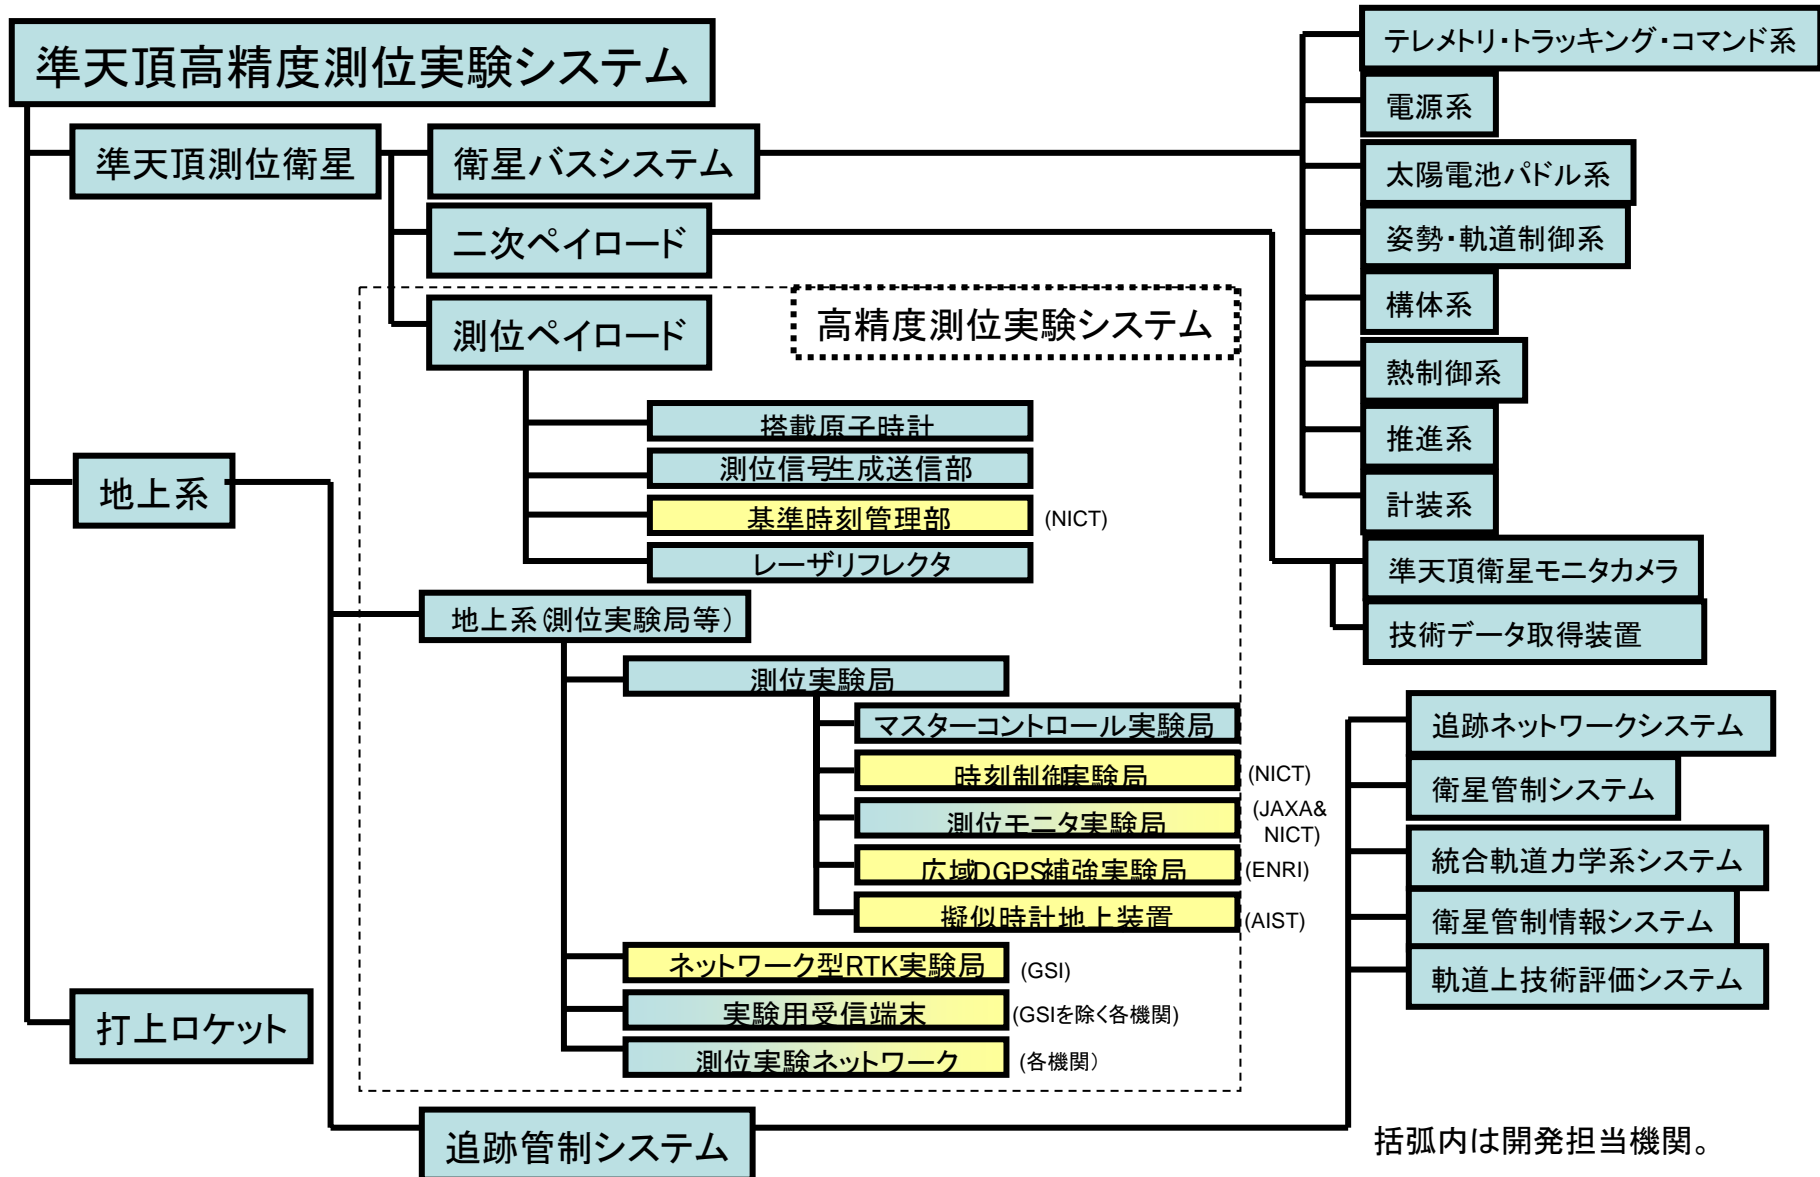 準天頂高精度測位実験システム
準天頂測位衛星
衛星バスシステム
二次ペイロード
測位ペイロード
高精度測位実験システム
搭載原子時計
測位信号生成送信部
基準時刻管理部
(NICT)
レーザリフレクタ
地上系
地上系(測位実験局等)
測位実験局
マスターコントロール実験局
時刻制御実験局
(NICT)
測位モニタ実験局
(JAXA&
NICT)
広域DGPS補強実験局
(ENRI)
擬似時計地上装置
(AIST)
ネットワーク型RTK実験局
(GSI)
実験用受信端末
(GSIを除く各機関)
測位実験ネットワーク
(各機関)
打上ロケット
追跡管制システム
テレメトリ・トラッキング・コマンド系
電源系
太陽電池パドル系
姿勢・軌道制御系
構体系
熱制御系
推進系
計装系
準天頂衛星モニタカメラ
技術データ取得装置
追跡ネットワークシステム
衛星管制システム
統合軌道力学系システム
衛星管制情報システム
軌道上技術評価システム
括弧内は開発担当機関。